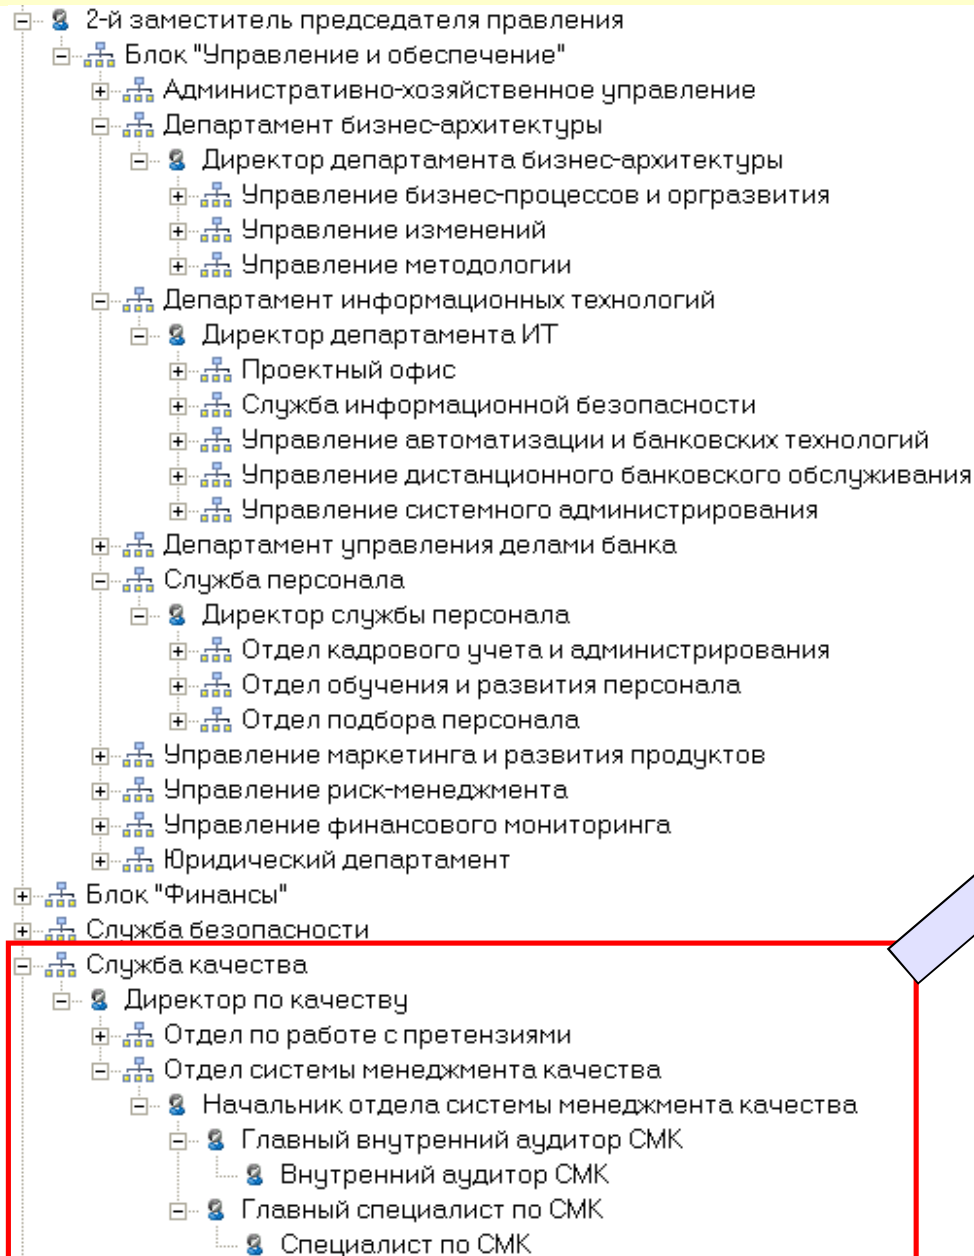 2-й заместитель председателя правления
Блок "Управление и обеспечение"
Административно-хозяйственное управление
Департамент бизнес-архитектуры
Директор департамента бизнес-архитектуры
Управление бизнес-процессов и оргразвития
Управление изменений
Управление методологии
Департамент информационных технологий
Директор департамента ИТ
Проектный офис
Служба информационной безопасности
Управление автоматизации и банковских технологий
Управление дистанционного банковского обслуживания
Управление системного администрирования
Департамент управления делами банка
Служба персонала
Директор службы персонала
Отдел кадрового учета и администрирования
Отдел обучения и развития персонала
Отдел подбора персонала
Управление маркетинга и развития продуктов
Управление риск-менеджмента
Управление финансового мониторинга
Юридический департамент
Блок "Финансы"
Служба безопасности
Служба качества
Директор по качеству
Отдел по работе с претензиями
Отдел системы менеджмента качества
Начальник отдела системы менеджмента качества
Главный внутренний аудитор СМК
Внутренний аудитор СМК
Главный специалист по СМК
Специалист по СМК